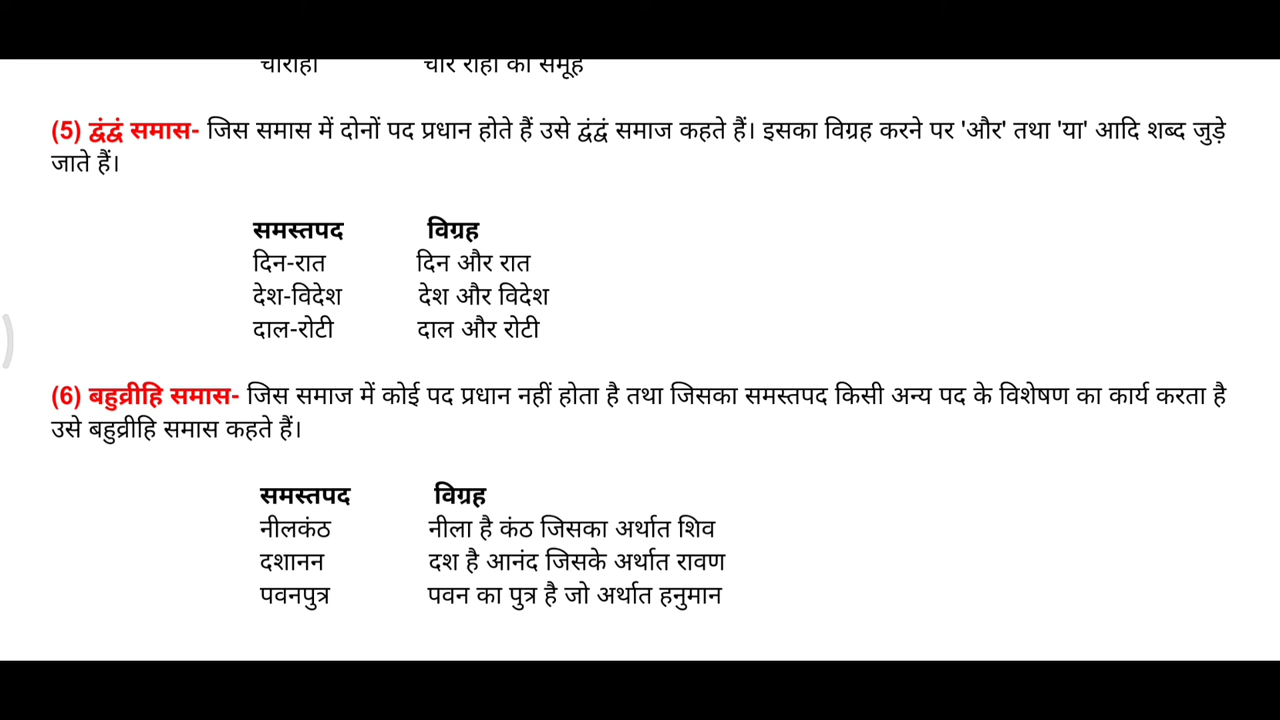 चौराहा चार राहों का समूह
(5) द्वंद्वं समास- जिस समास में दोनों पद प्रधान होते हैं उसे द्वंद्वं समाज कहते हैं। इसका विग्रह करने पर 'और' तथा 'या' आदि शब्द जुड़े
जाते हैं।
समस्तपद विग्रह
दिन-रात दिन और रात
देश-विदेश देश और विदेश
दाल-रोटी दाल और रोटी
(6) बहुव्रीहि समास- जिस समाज में कोई पद प्रधान नहीं होता है तथा जिसका समस्तपद किसी अन्य पद के विशेषण का कार्य करता है
उसे बहुव्रीहि समास कहते हैं।
समस्तपद विग्रह
नीलकंठ नीला है कंठ जिसका अर्थात शिव
दशानन दश है आनंद जिसके अर्थात रावण
पवनपुत्र पवन का पुत्र है जो अर्थात हनुमान